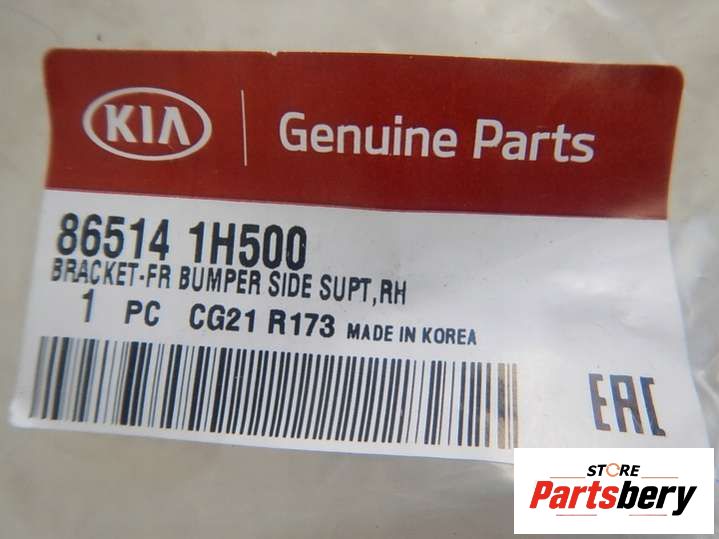 KIA Genuine Parts
86514 1H500
BRACKET-FR BUMPER SIDE SUPT,RH
1 PC CG21 R173 MADE IN KOREA
EAC
STORE
Partsbery